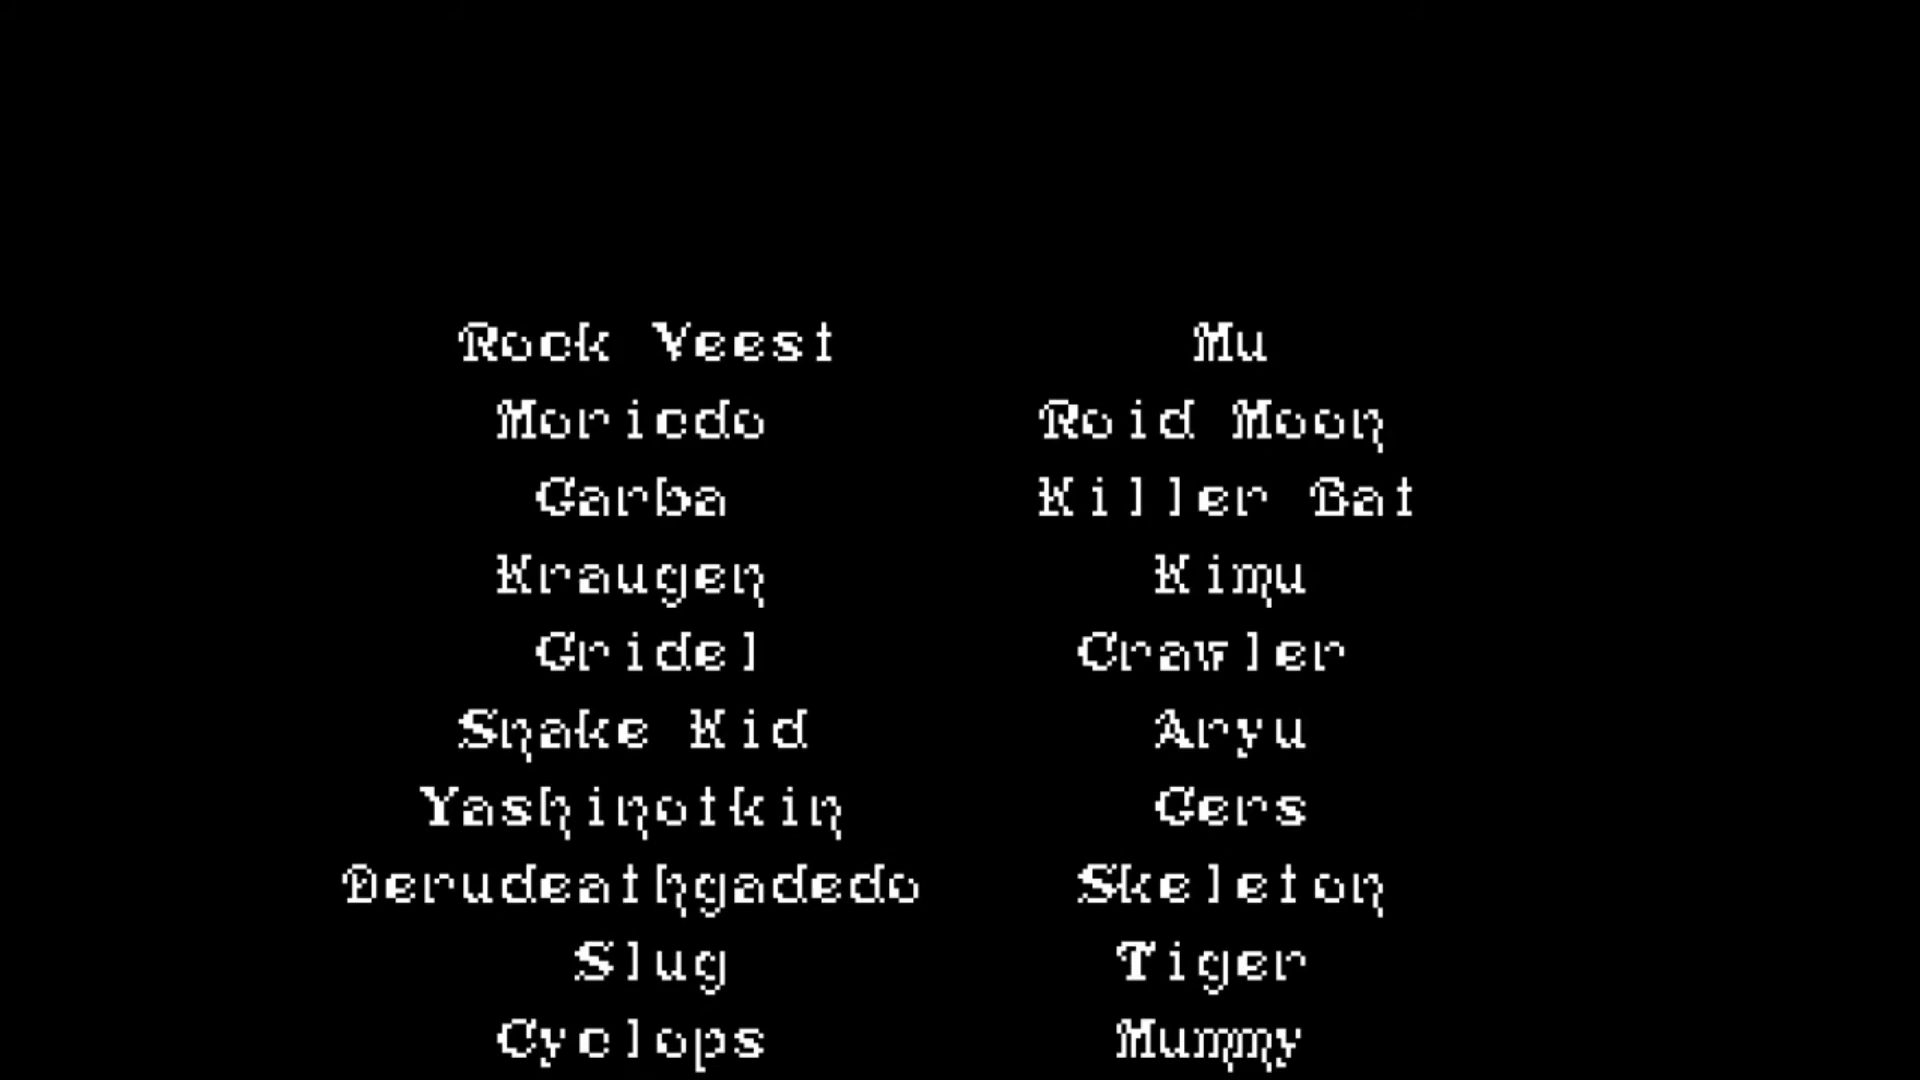 Rock Veest Mu
Moricdo Roid Moon
Garba Killer Bat
Kraugen Kimu
Gridel Crawler
Snake Kid Aryu
Yashinotkin Gers
Derudeathgadedo Skeleton
Slug Tiger
Cyclops Mummy